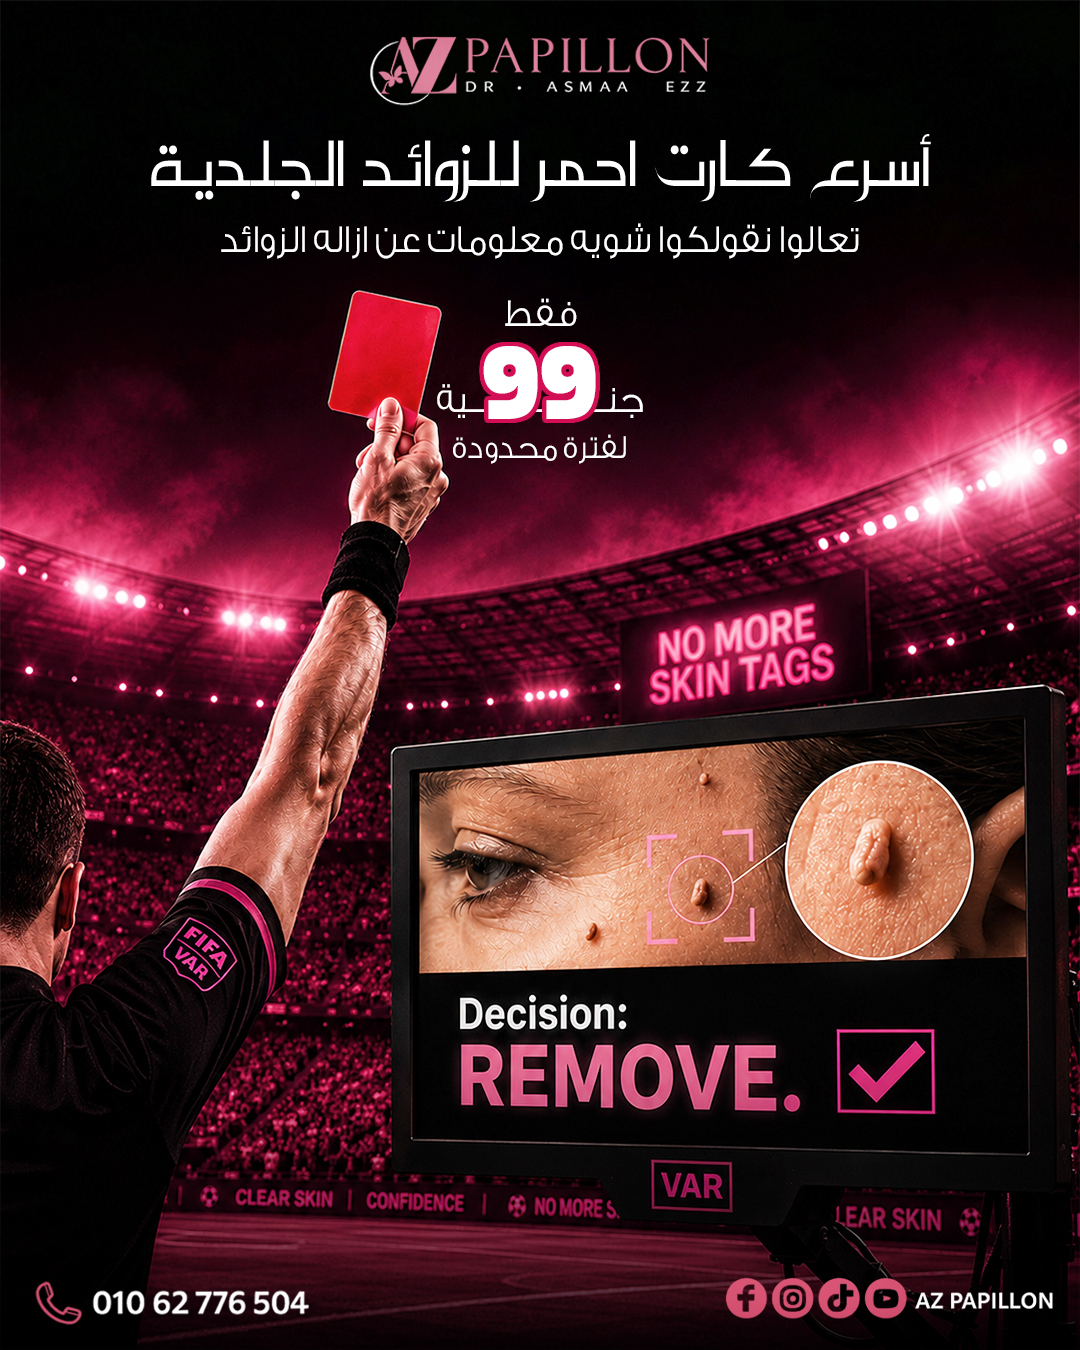 AZ PAPILLON
DR • ASMAA EZZ
أسرع كارت احمر للزوائد الجلدية
تعالوا نقولكوا شويه معلومات عن ازاله الزوائد
فقط
99
جنية
لفترة محدودة
NO MORE
SKIN TAGS
FIFA
VAR
Decision:
REMOVE.
VAR
CLEAR SKIN | CONFIDENCE | NO MORE S
LEAR SKIN
010 62 776 504
AZ PAPILLON